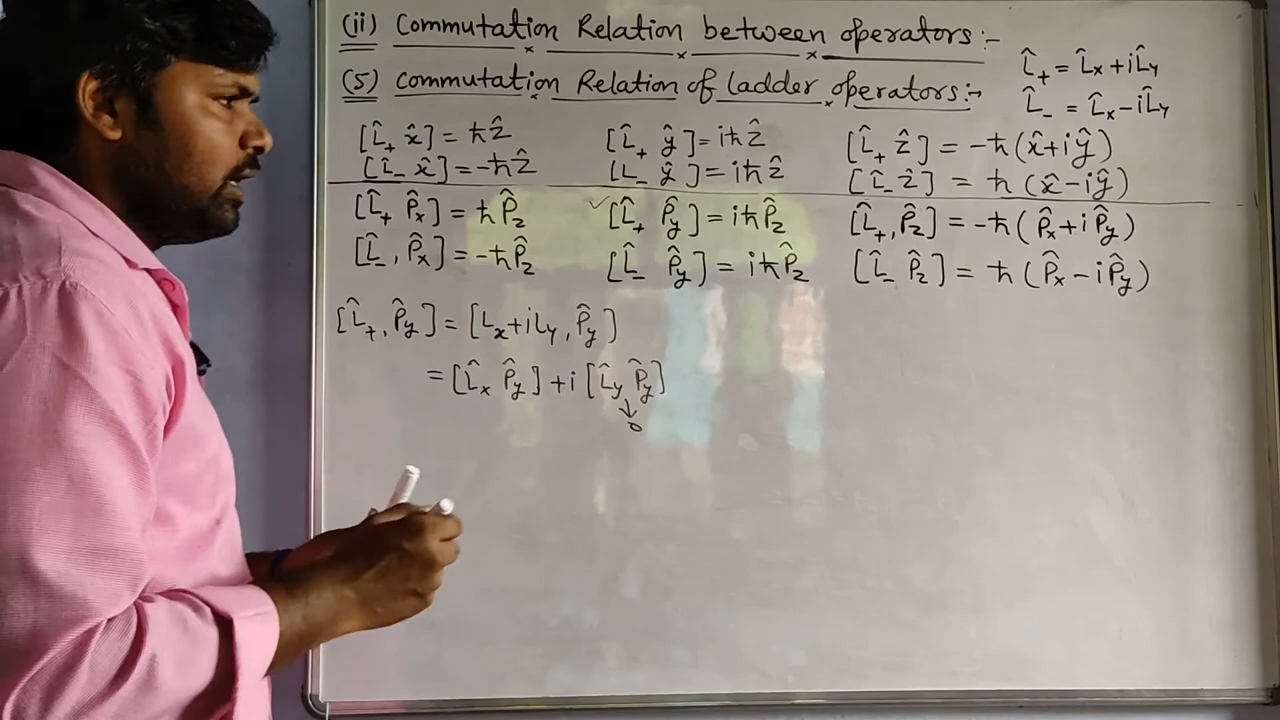 (ii) Commutation Relation between operators:-
(5) Commutation Relation of ladder operators:-
L̂₊ = L̂x + iL̂y
L̂₋ = L̂x - iL̂y
[L̂₊ x̂] = ħẑ [L̂₊ ŷ] = iħẑ [L̂₊ ẑ] = -ħ(x̂+iŷ)
[L̂₋ x̂] = -ħẑ [L₋ ŷ] = iħẑ [L̂₋ ẑ] = ħ (x̂-iŷ)
[L̂₊ P̂x] = ħP̂z ✓[L̂₊ P̂y] = iħP̂z [L̂₊, P̂z] = -ħ(P̂x+iP̂y)
[L̂₋, P̂x] = -ħP̂z [L̂₋ P̂y] = iħP̂z [L̂₋ P̂z] = ħ (P̂x - iP̂y)
[L̂₊, P̂y] = [Lx+iLy, P̂y]
= [L̂x P̂y] + i [L̂y P̂y]
↓
0